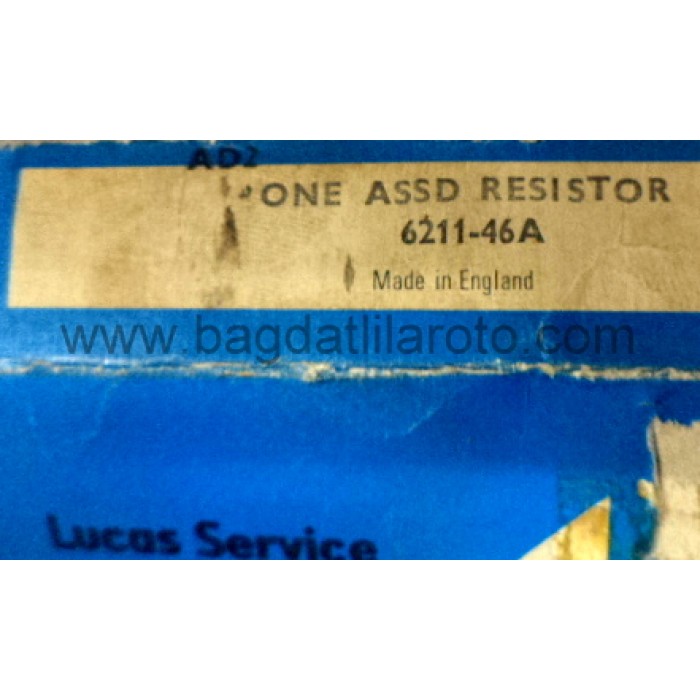 AD2
ONE ASSD RESISTOR
6211-46A
Made in England
www.bagdatlilaroto.com
Lucas Service